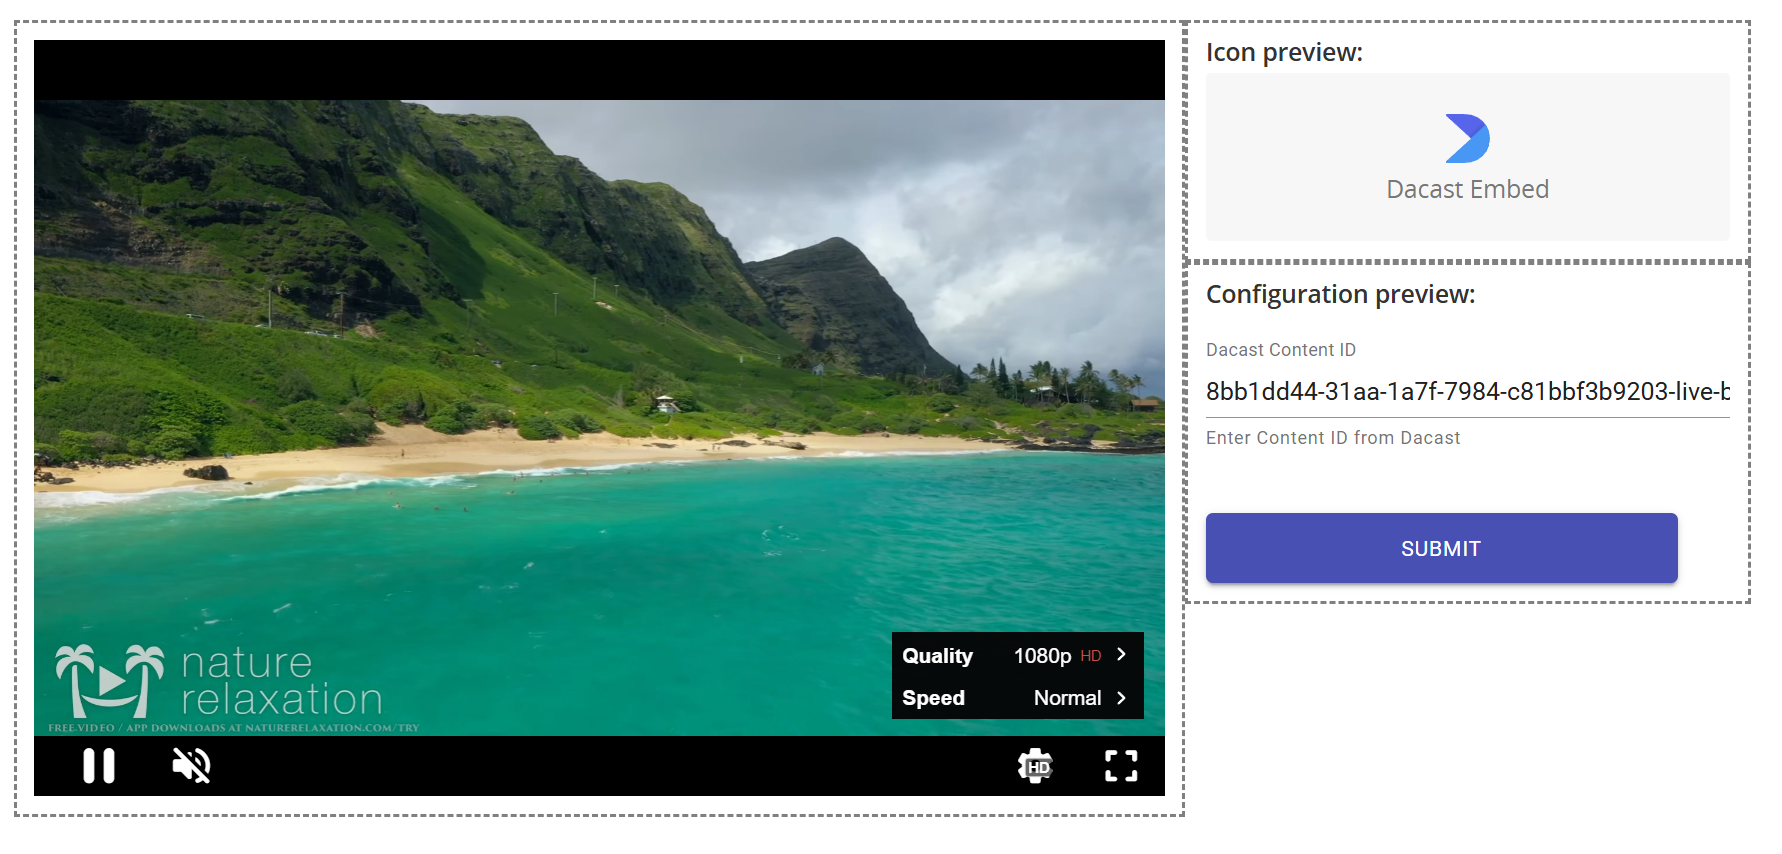 nature
relaxation
FREE VIDEO / APP DOWNLOADS AT NATURERELAXATION.COM/TRY
Quality 1080p HD
Speed Normal
HD
Icon preview:
Dacast Embed
Configuration preview:
Dacast Content ID
8bb1dd44-31aa-1a7f-7984-c81bbf3b9203-live-b
Enter Content ID from Dacast
SUBMIT